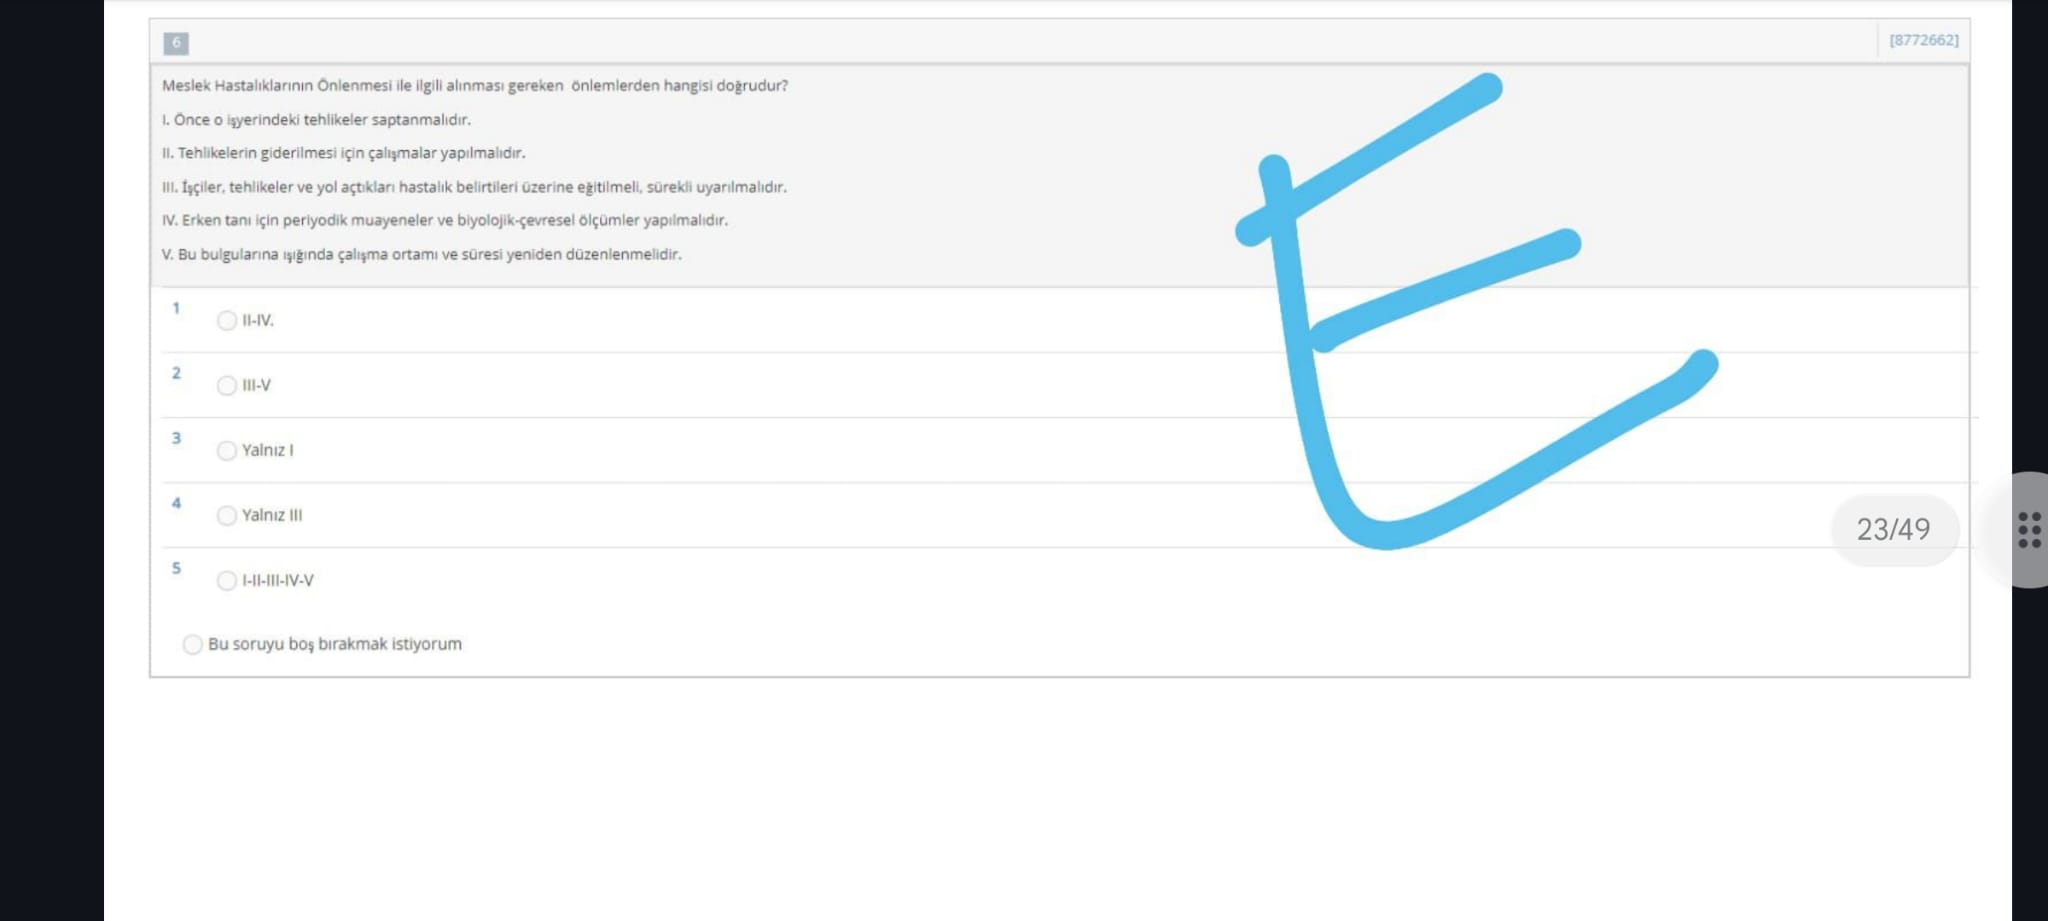 6
[8772662]
Meslek Hastalıklarının Önlenmesi ile ilgili alınması gereken önlemlerden hangisi doğrudur?
I. Önce o işyerindeki tehlikeler saptanmalıdır.
II. Tehlikelerin giderilmesi için çalışmalar yapılmalıdır.
III. İşçiler, tehlikeler ve yol açtıkları hastalık belirtileri üzerine eğitilmeli, sürekli uyarılmalıdır.
IV. Erken tanı için periyodik muayeneler ve biyolojik-çevresel ölçümler yapılmalıdır.
V. Bu bulgularına ışığında çalışma ortamı ve süresi yeniden düzenlenmelidir.
1 II-IV.
2 III-V
3 Yalnız I
4 Yalnız III
5 I-II-III-IV-V
Bu soruyu boş bırakmak istiyorum
E
23/49